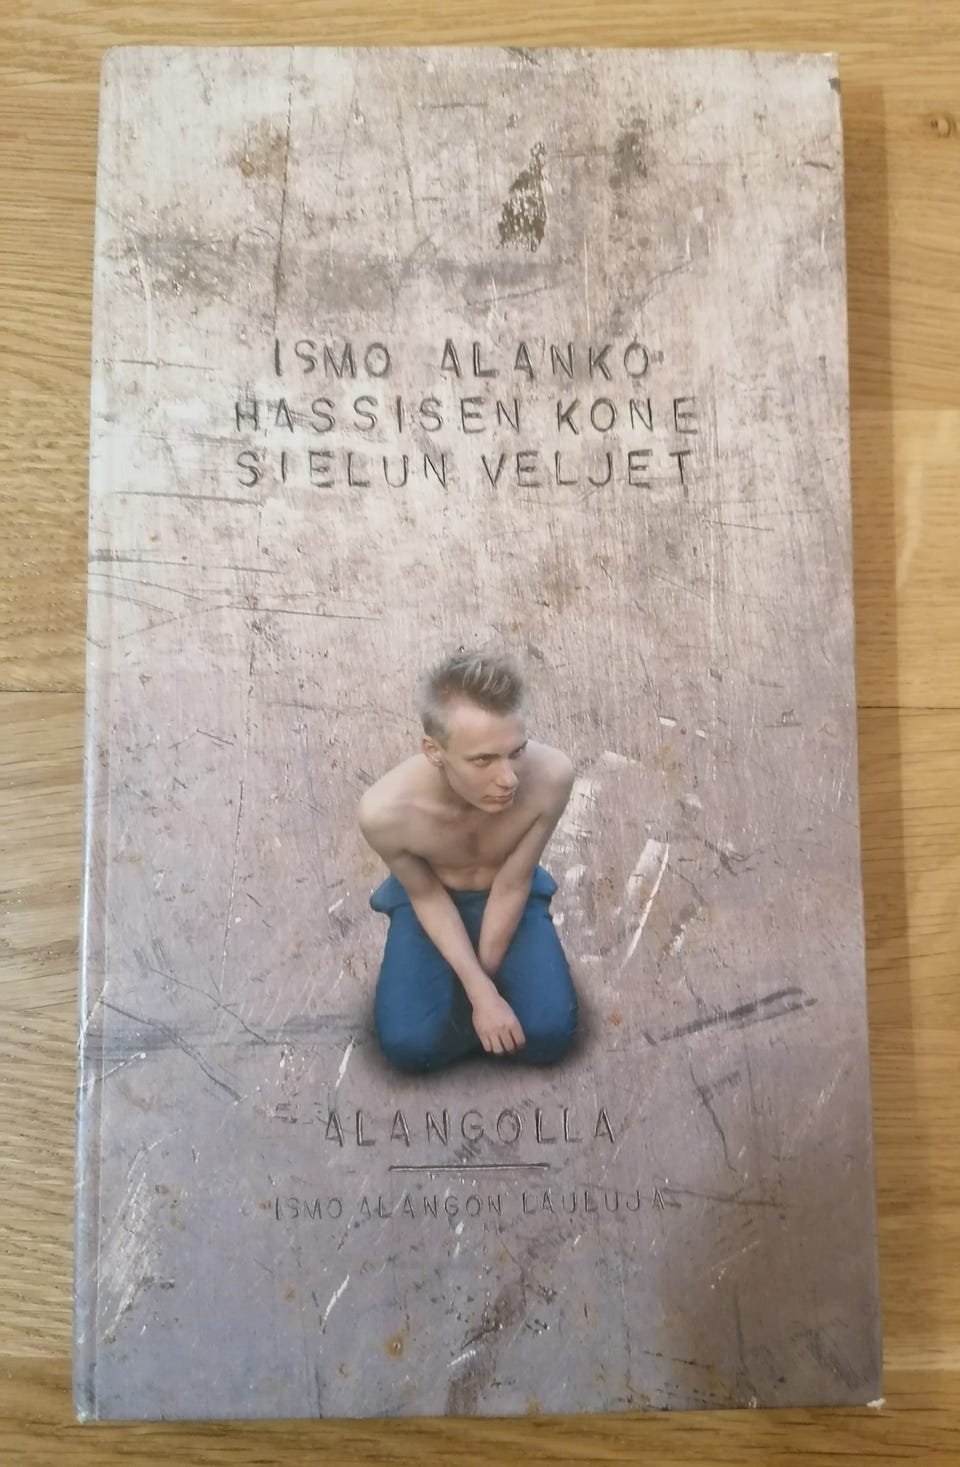 ISMO ALANKO
HASSISEN KONE
SIELUN VELJET
ALANGOLLA
ISMO ALANGON LAULUJA